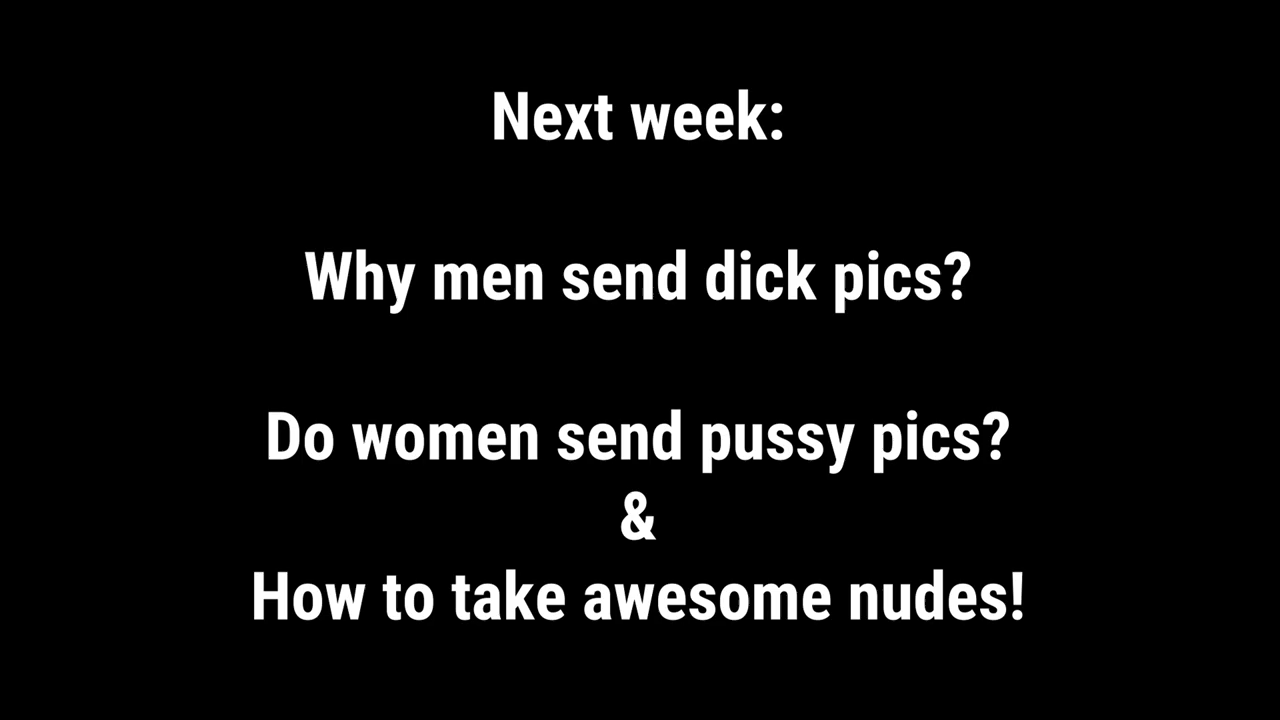 Next week:
Why men send dick pics?
Do women send pussy pics?
&
How to take awesome nudes!